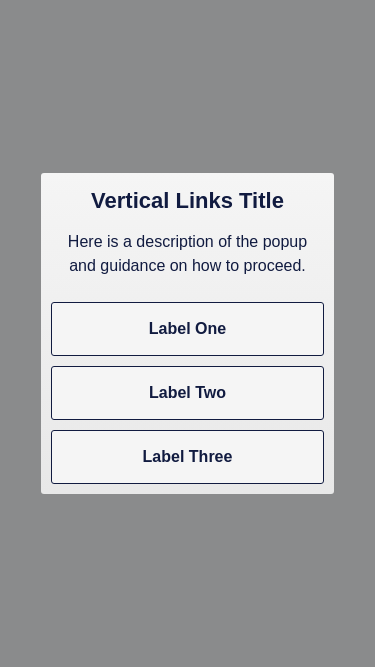 Vertical Links Title
Here is a description of the popup
and guidance on how to proceed.
Label One
Label Two
Label Three